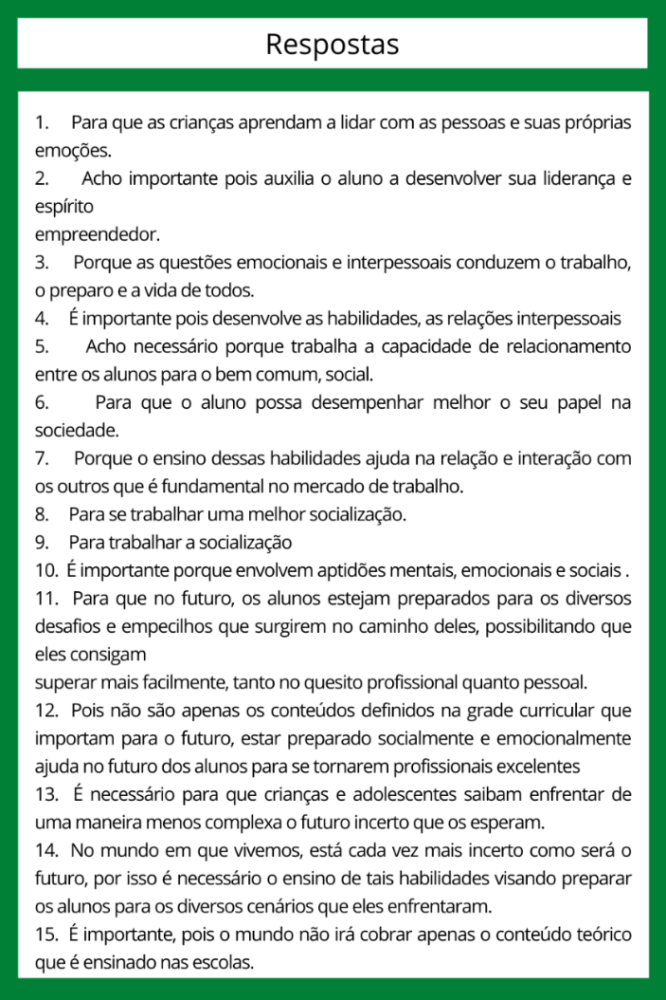 Respostas
1. Para que as crianças aprendam a lidar com as pessoas e suas próprias
emoções.
2. Acho importante pois auxilia o aluno a desenvolver sua liderança e
espírito
empreendedor.
3. Porque as questões emocionais e interpessoais conduzem o trabalho,
o preparo e a vida de todos.
4. É importante pois desenvolve as habilidades, as relações interpessoais
5. Acho necessário porque trabalha a capacidade de relacionamento
entre os alunos para o bem comum, social.
6. Para que o aluno possa desempenhar melhor o seu papel na
sociedade.
7. Porque o ensino dessas habilidades ajuda na relação e interação com
os outros que é fundamental no mercado de trabalho.
8. Para se trabalhar uma melhor socialização.
9. Para trabalhar a socialização
10. É importante porque envolvem aptidões mentais, emocionais e sociais .
11. Para que no futuro, os alunos estejam preparados para os diversos
desafios e empecilhos que surgirem no caminho deles, possibilitando que
eles consigam
superar mais facilmente, tanto no quesito profissional quanto pessoal.
12. Pois não são apenas os conteúdos definidos na grade curricular que
importam para o futuro, estar preparado socialmente e emocionalmente
ajuda no futuro dos alunos para se tornarem profissionais excelentes
13. É necessário para que crianças e adolescentes saibam enfrentar de
uma maneira menos complexa o futuro incerto que os esperam.
14. No mundo em que vivemos, está cada vez mais incerto como será o
futuro, por isso é necessário o ensino de tais habilidades visando preparar
os alunos para os diversos cenários que eles enfrentaram.
15. É importante, pois o mundo não irá cobrar apenas o conteúdo teórico
que é ensinado nas escolas.